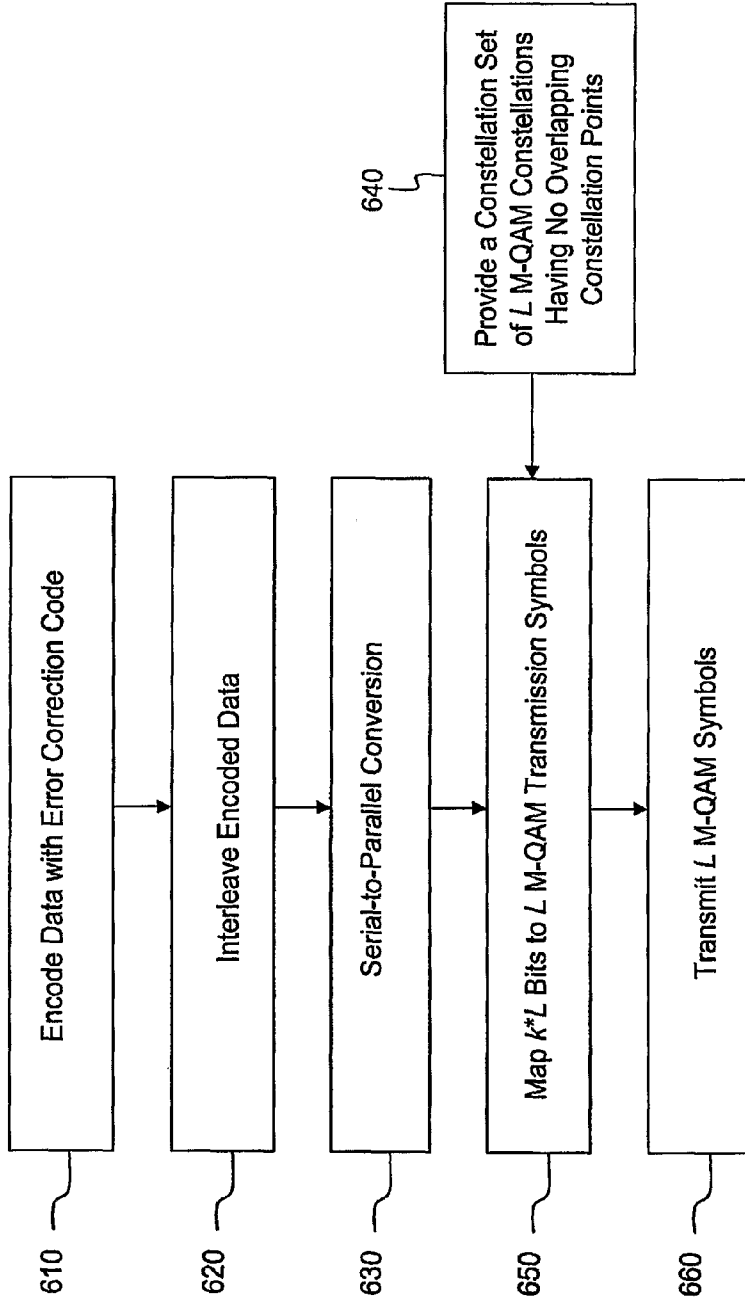 610
Encode Data with Error Correction Code
620
Interleave Encoded Data
630
Serial-to-Parallel Conversion
640
Provide a Constellation Set
of L M-QAM Constellations
Having No Overlapping
Constellation Points
650
Map k*L Bits to L M-QAM Transmission Symbols
660
Transmit L M-QAM Symbols